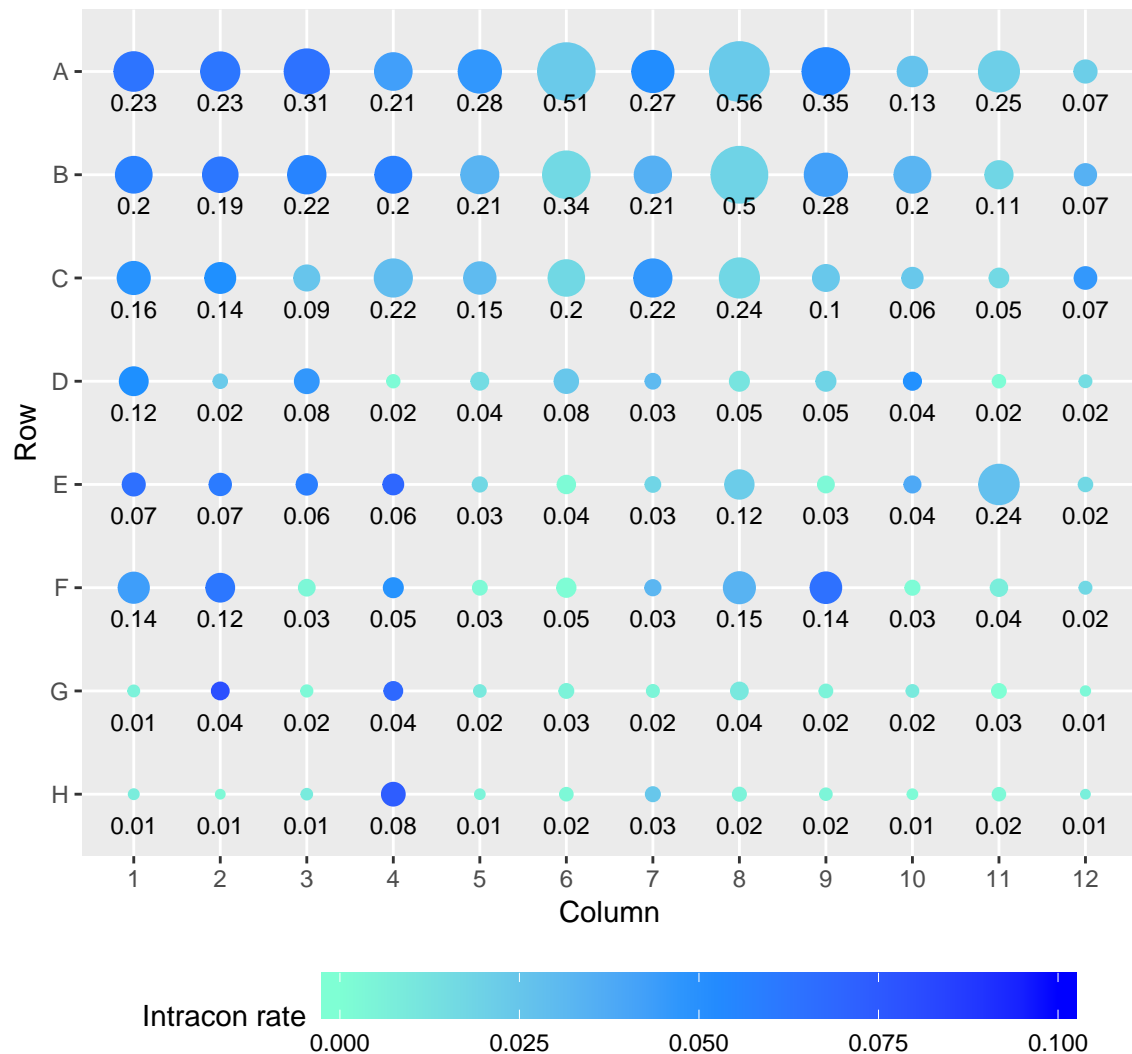 A
0.23 0.23 0.31 0.21 0.28 0.51 0.27 0.56 0.35 0.13 0.25 0.07
B
0.2 0.19 0.22 0.2 0.21 0.34 0.21 0.5 0.28 0.2 0.11 0.07
C
0.16 0.14 0.09 0.22 0.15 0.2 0.22 0.24 0.1 0.06 0.05 0.07
D
0.12 0.02 0.08 0.02 0.04 0.08 0.03 0.05 0.05 0.04 0.02 0.02
Row
E
0.07 0.07 0.06 0.06 0.03 0.04 0.03 0.12 0.03 0.04 0.24 0.02
F
0.14 0.12 0.03 0.05 0.03 0.05 0.03 0.15 0.14 0.03 0.04 0.02
G
0.01 0.04 0.02 0.04 0.02 0.03 0.02 0.04 0.02 0.02 0.03 0.01
H
0.01 0.01 0.01 0.08 0.01 0.02 0.03 0.02 0.02 0.01 0.02 0.01
1 2 3 4 5 6 7 8 9 10 11 12
Column
Intracon rate
0.000 0.025 0.050 0.075 0.100